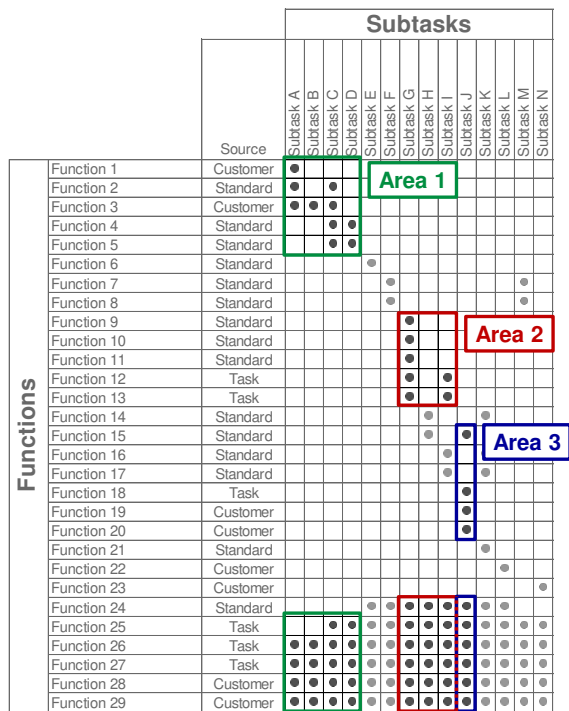 Subtasks
Source
Subtask A
Subtask B
Subtask C
Subtask D
Subtask E
Subtask F
Subtask G
Subtask H
Subtask I
Subtask J
Subtask K
Subtask L
Subtask M
Subtask N
Functions
Function 1 Customer
Area 1
Function 2 Standard
Function 3 Customer
Function 4 Standard
Function 5 Standard
Function 6 Standard
Function 7 Standard
Function 8 Standard
Function 9 Standard
Area 2
Function 10 Standard
Function 11 Standard
Function 12 Task
Function 13 Task
Function 14 Standard
Function 15 Standard
Area 3
Function 16 Standard
Function 17 Standard
Function 18 Task
Function 19 Customer
Function 20 Customer
Function 21 Standard
Function 22 Customer
Function 23 Customer
Function 24 Standard
Function 25 Task
Function 26 Task
Function 27 Task
Function 28 Customer
Function 29 Customer